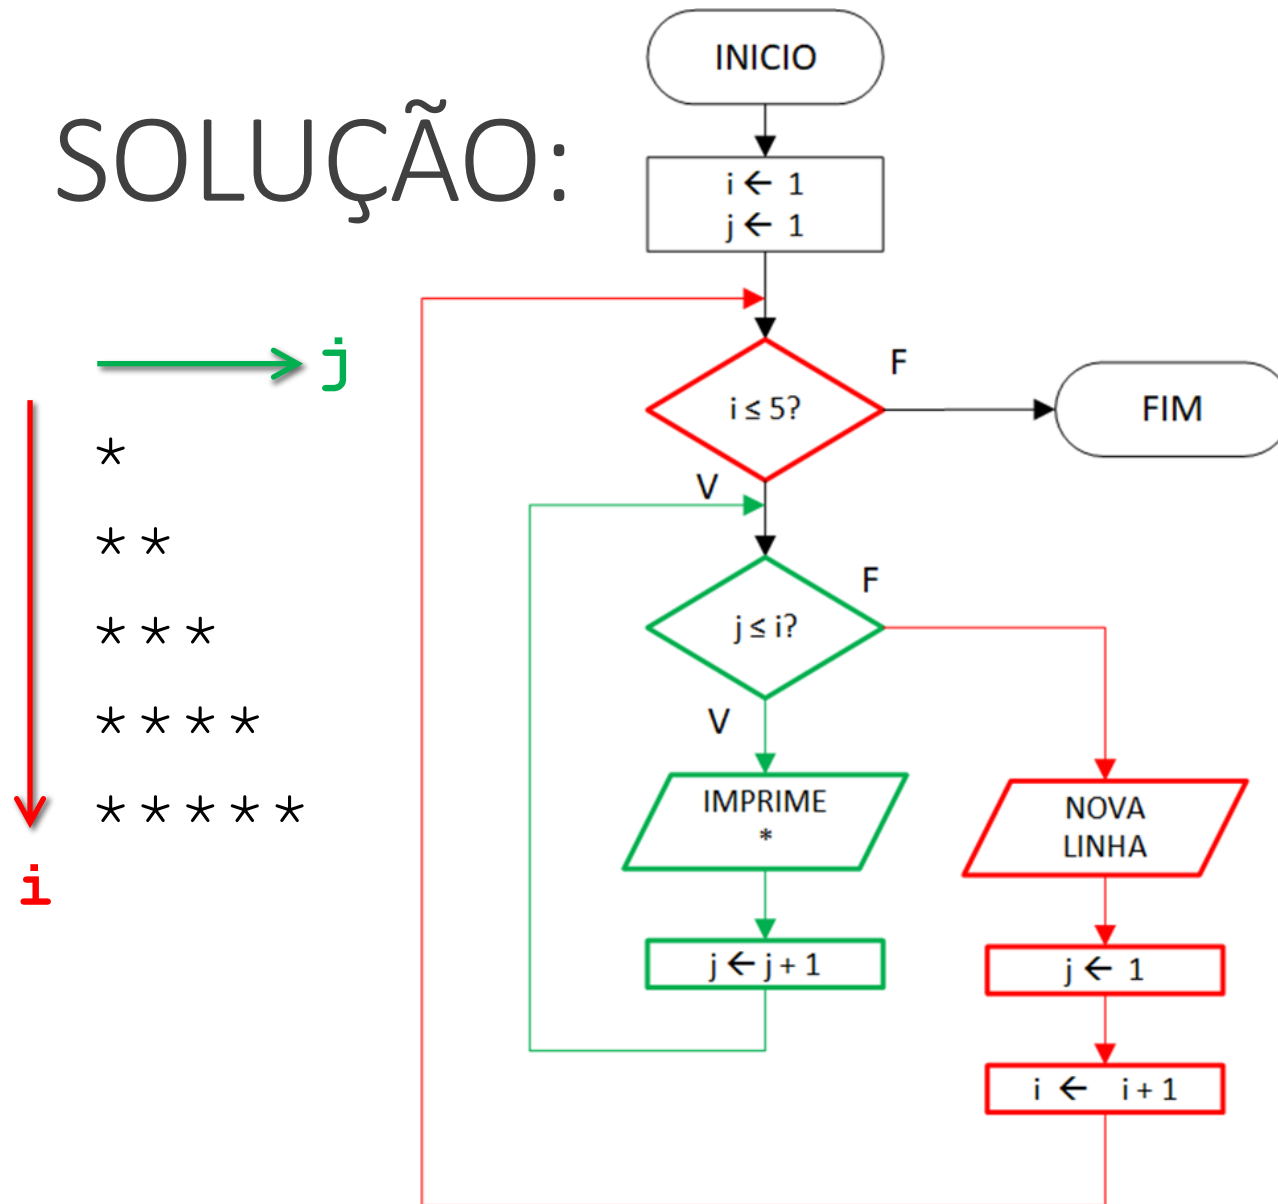 SOLUÇÃO:
j
*
* *
* * *
* * * *
* * * * *
i
INICIO
i ← 1
j ← 1
i ≤ 5?
F
FIM
V
j ≤ i?
F
V
IMPRIME
*
j ← j + 1
NOVA
LINHA
j ← 1
i ← i + 1